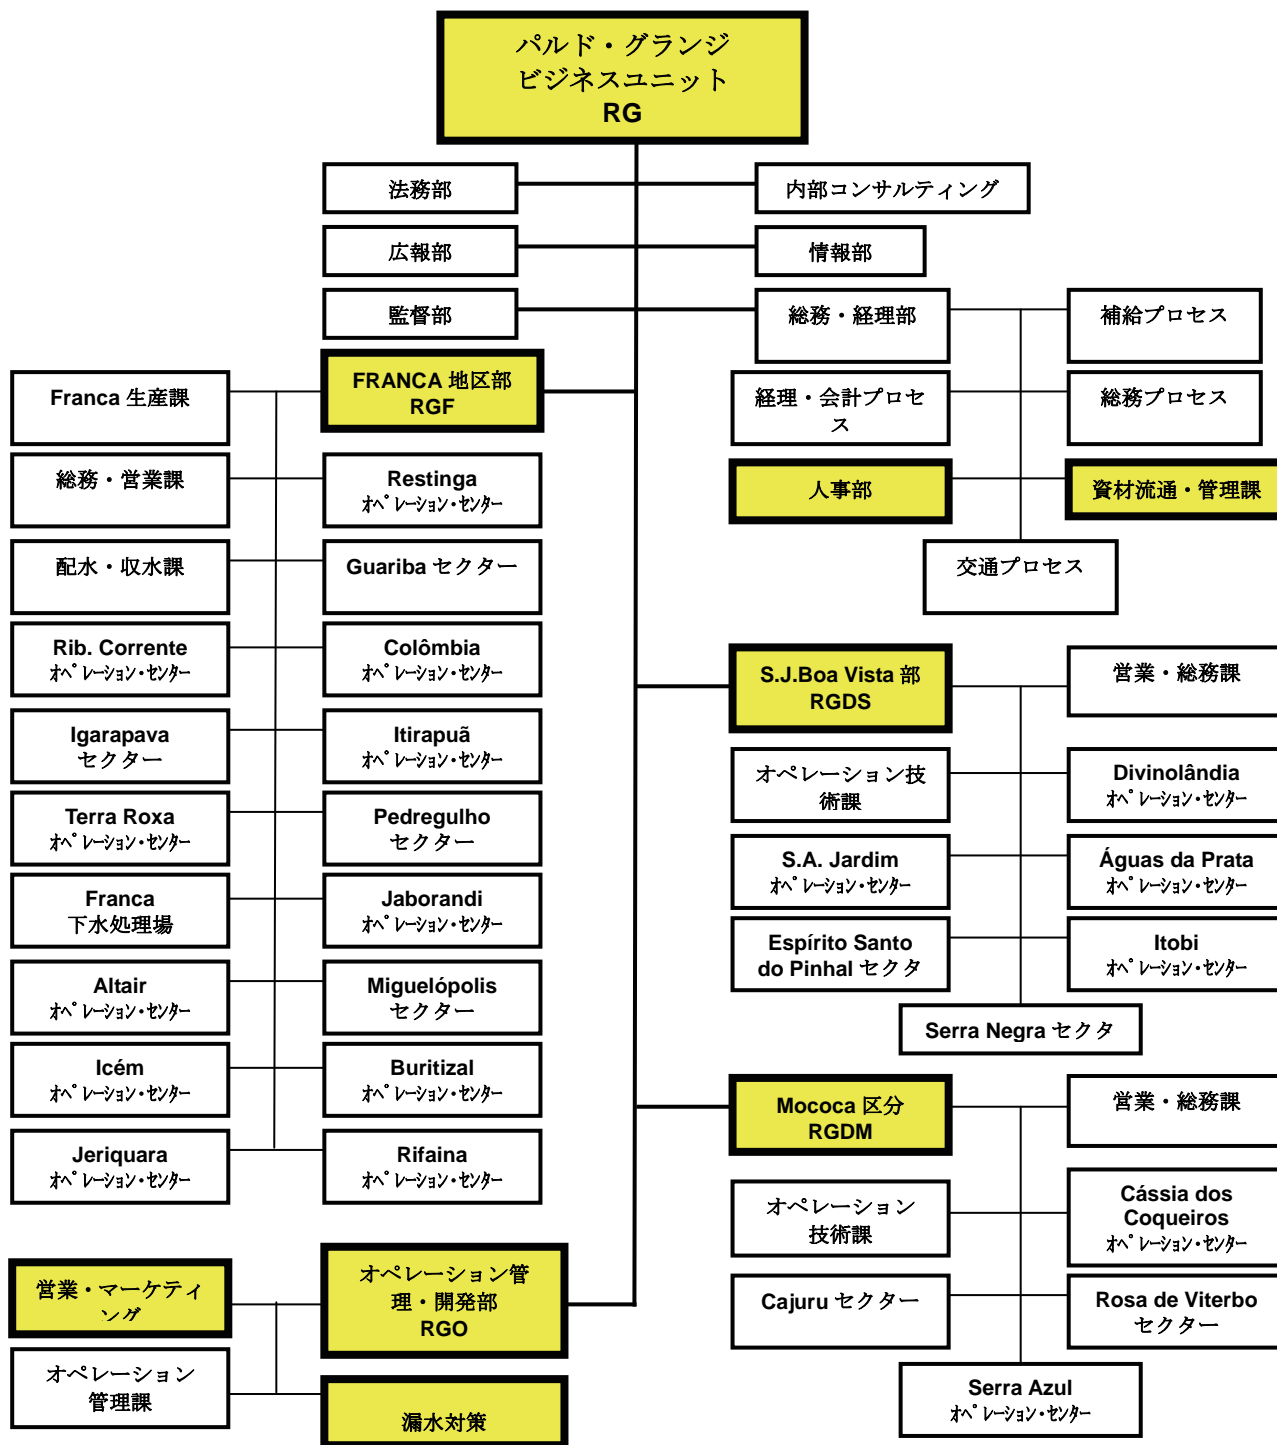 パルド・グランジ
ビジネスユニット
RG
法務部
内部コンサルティング
広報部
情報部
監督部
総務・経理部
補給プロセス
Franca 生産課
FRANCA 地区部
RGF
経理・会計プロセ
ス
総務プロセス
総務・営業課
Restinga
オペレーション・センター
人事部
資材流通・管理課
配水・収水課
Guariba セクター
交通プロセス
Rib. Corrente
オペレーション・センター
Colômbia
オペレーション・センター
S.J.Boa Vista 部
RGDS
営業・総務課
Igarapava
セクター
Itirapuã
オペレーション・センター
オペレーション技
術課
Divinolândia
オペレーション・センター
Terra Roxa
オペレーション・センター
Pedregulho
セクター
S.A. Jardim
オペレーション・センター
Águas da Prata
オペレーション・センター
Franca
下水処理場
Jaborandi
オペレーション・センター
Espírito Santo
do Pinhal セクタ
Itobi
オペレーション・センター
Altair
オペレーション・センター
Miguelópolis
セクター
Serra Negra セクタ
Icém
オペレーション・センター
Buritizal
オペレーション・センター
Mococa 区分
RGDM
営業・総務課
Jeriquara
オペレーション・センター
Rifaina
オペレーション・センター
オペレーション
技術課
Cássia dos
Coqueiros
オペレーション・センター
営業・マーケティ
ング
オペレーション管
理・開発部
RGO
Cajuru セクター
Rosa de Viterbo
セクター
オペレーション
管理課
漏水対策
Serra Azul
オペレーション・センター